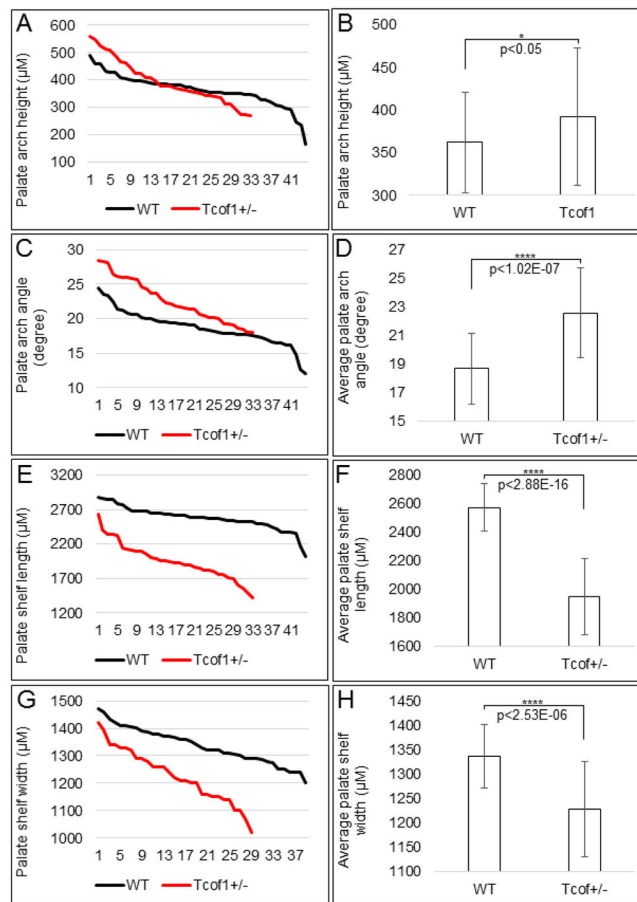 A
Palate arch height (µM)
600
500
400
300
200
100
1 5 9 13 17 21 25 29 33 37 41
WT Tcof1+/-
B
Palate arch height (µM)
500
450
400
350
300
*
p<0.05
WT Tcof1
C
Palate arch angle
(degree)
30
25
20
15
10
1 5 9 13 17 21 25 29 33 37 41
WT Tcof1+/-
D
Average palate arch
angle (degree)
27
25
23
21
19
17
15
****
p<1.02E-07
WT Tcof1+/-
E
Palate shelf length (µM)
3200
2700
2200
1700
1200
1 5 9 13 17 21 25 29 33 37 41
WT Tcof1+/-
F
Average palate shelf
length (µM)
2800
2600
2400
2200
2000
1800
1600
****
p<2.88E-16
WT Tcof+/-
G
Palate shelf width (µM)
1500
1400
1300
1200
1100
1000
1 5 9 13 17 21 25 29 33 37
WT Tcof1+/-
H
Average palate shelf
width (µM)
1450
1400
1350
1300
1250
1200
1150
1100
****
p<2.53E-06
WT Tcof+/-